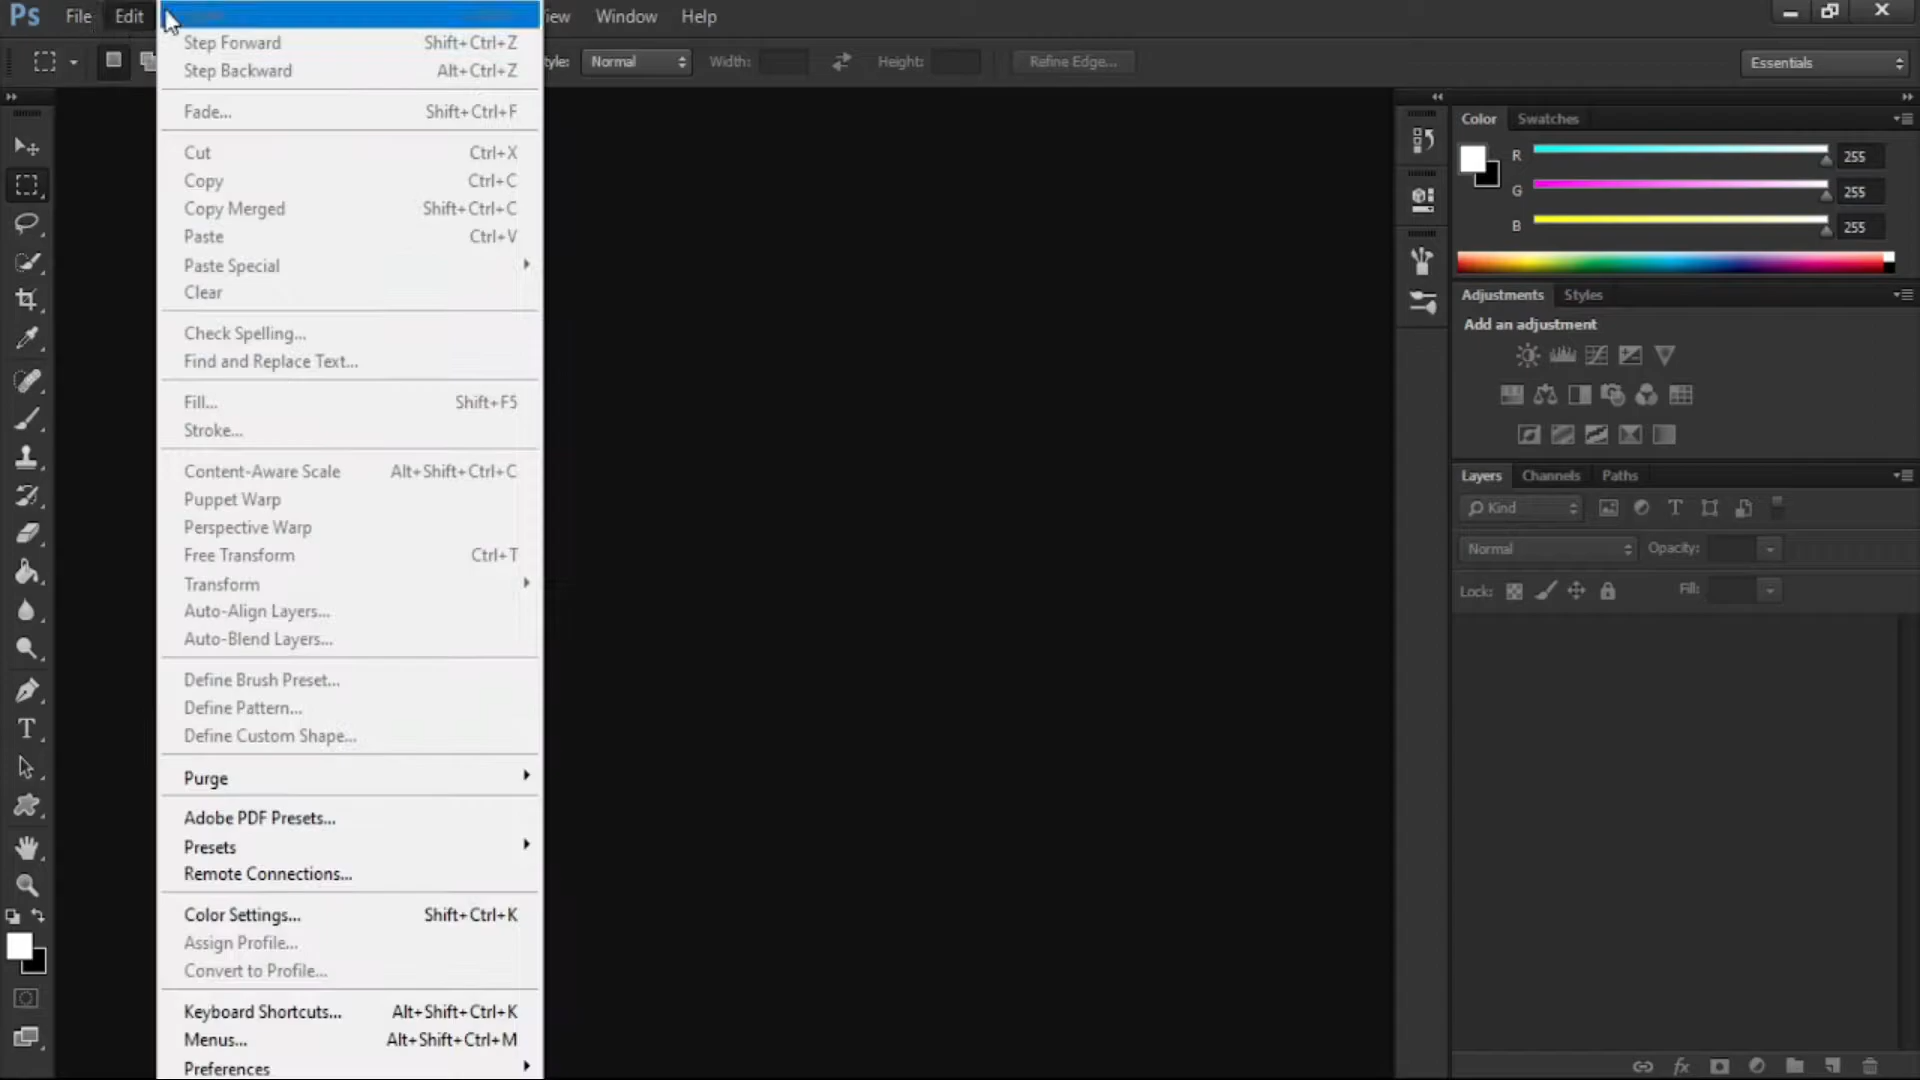 Ps File Edit View Window Help
Style: Normal Width: Height: Refine Edge... Essentials
Step Forward Shift+Ctrl+Z
Step Backward Alt+Ctrl+Z
Fade... Shift+Ctrl+F
Cut Ctrl+X
Copy Ctrl+C
Copy Merged Shift+Ctrl+C
Paste Ctrl+V
Paste Special
Clear
Check Spelling...
Find and Replace Text...
Fill... Shift+F5
Stroke...
Content-Aware Scale Alt+Shift+Ctrl+C
Puppet Warp
Perspective Warp
Free Transform Ctrl+T
Transform
Auto-Align Layers...
Auto-Blend Layers...
Define Brush Preset...
Define Pattern...
Define Custom Shape...
Purge
Adobe PDF Presets...
Presets
Remote Connections...
Color Settings... Shift+Ctrl+K
Assign Profile...
Convert to Profile...
Keyboard Shortcuts... Alt+Shift+Ctrl+K
Menus... Alt+Shift+Ctrl+M
Preferences
Color Swatches
R 255
G 255
B 255
Adjustments Styles
Add an adjustment
Layers Channels Paths
Kind
Normal Opacity:
Lock: Fill: